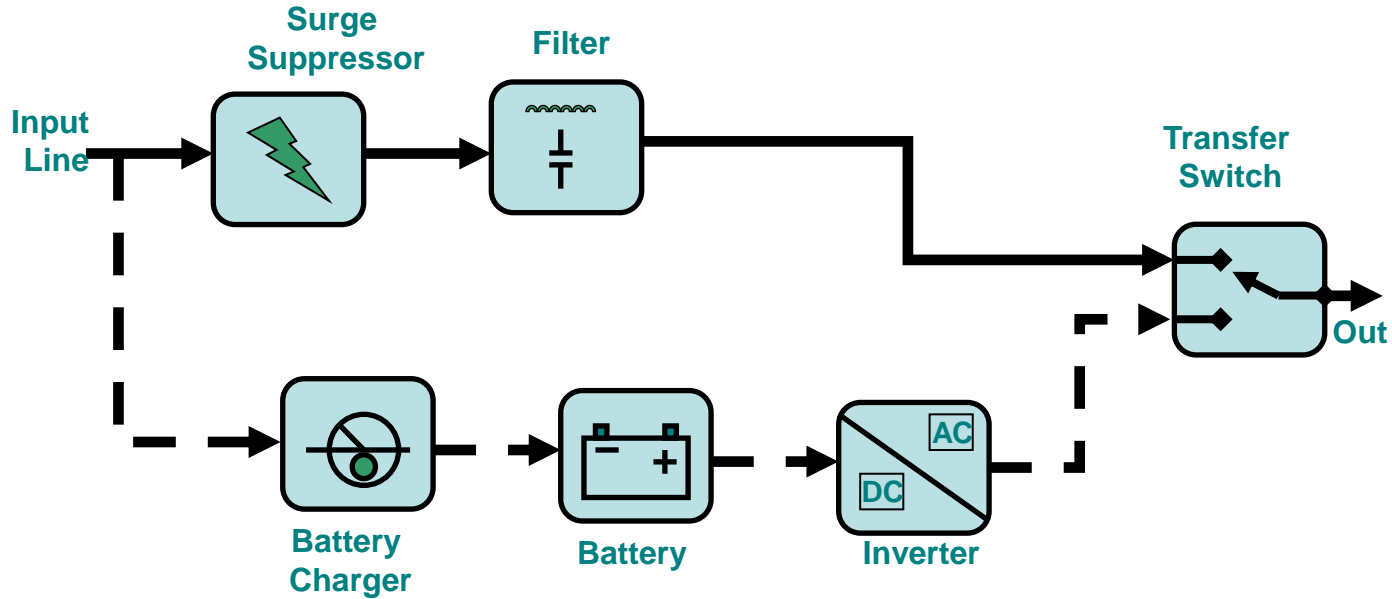 Surge
Suppressor
Filter
Input
Line
Transfer
Switch
Out
AC
DC
Battery
Charger
Battery
Inverter